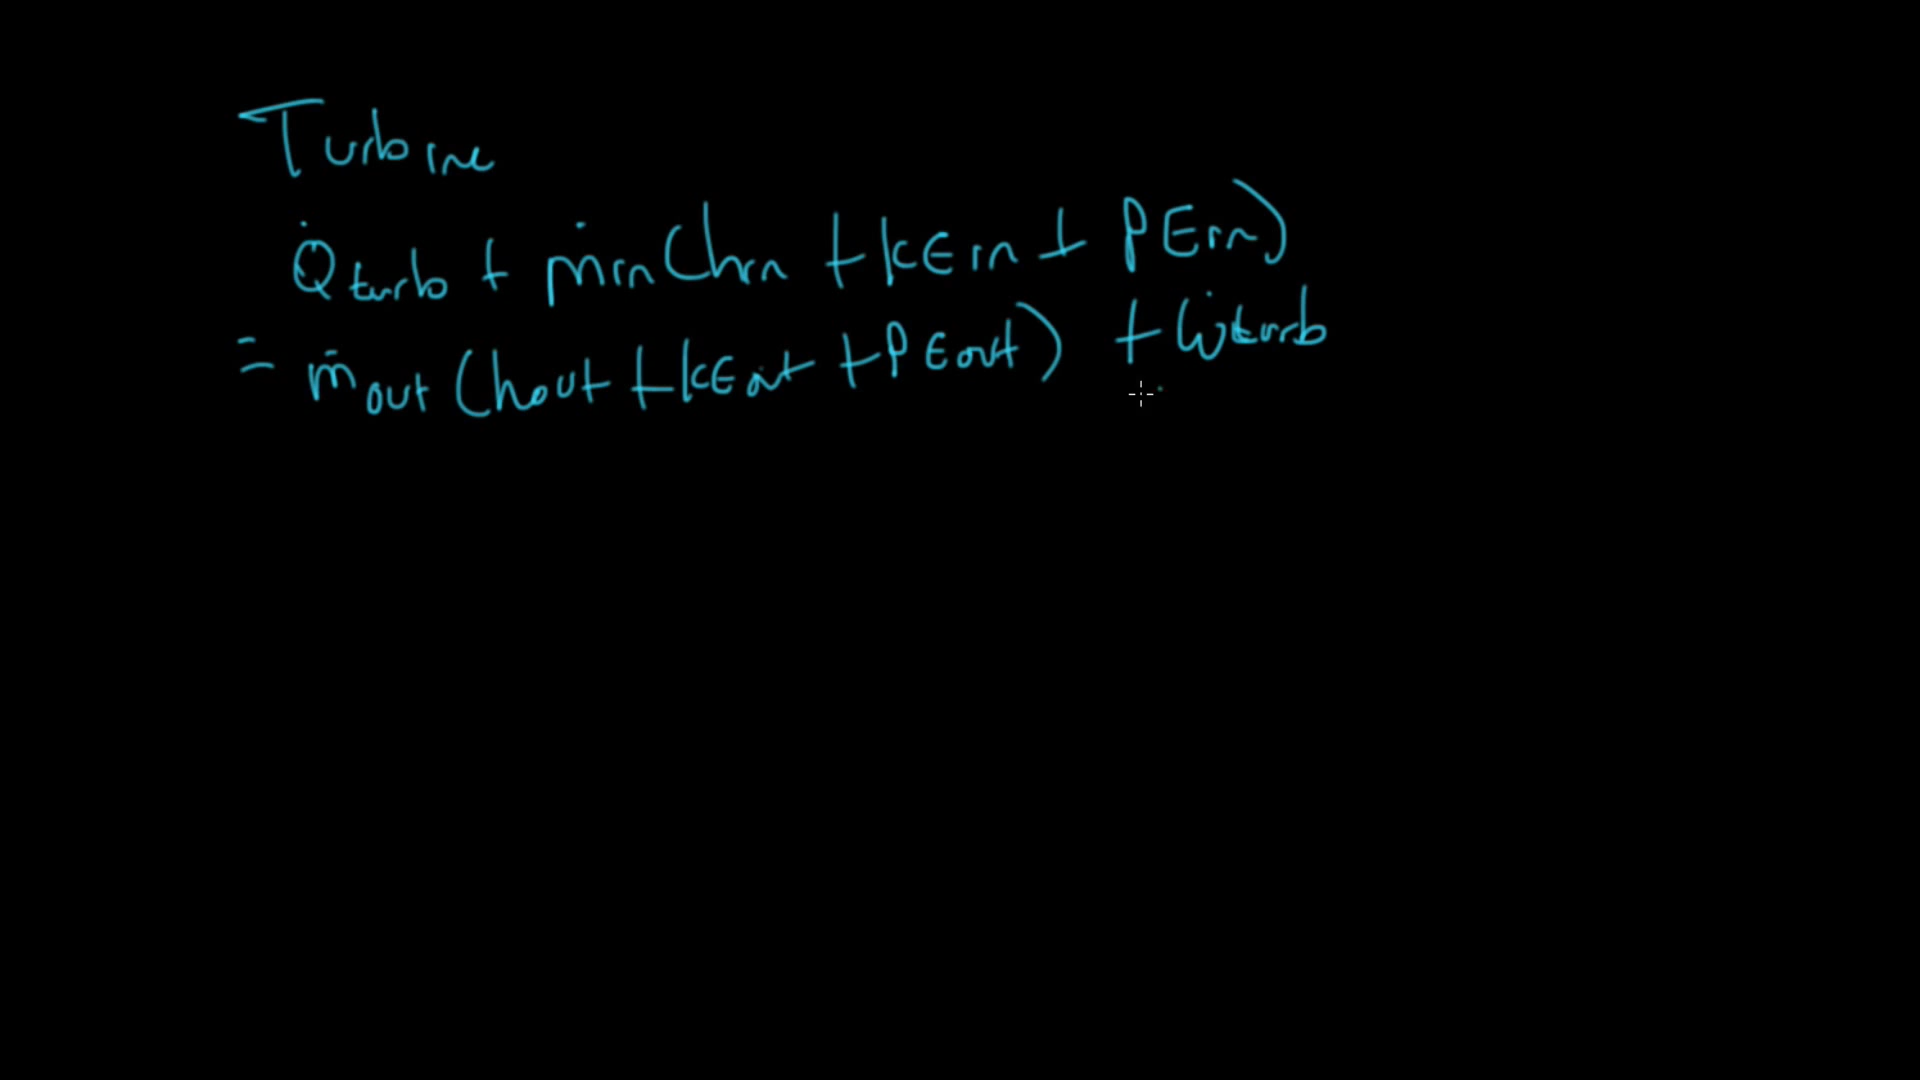 Turbine
Q̇turb + ṁin(hin + KEin + PEin)
= ṁout (hout + KEout + PEout) + Ẇturb